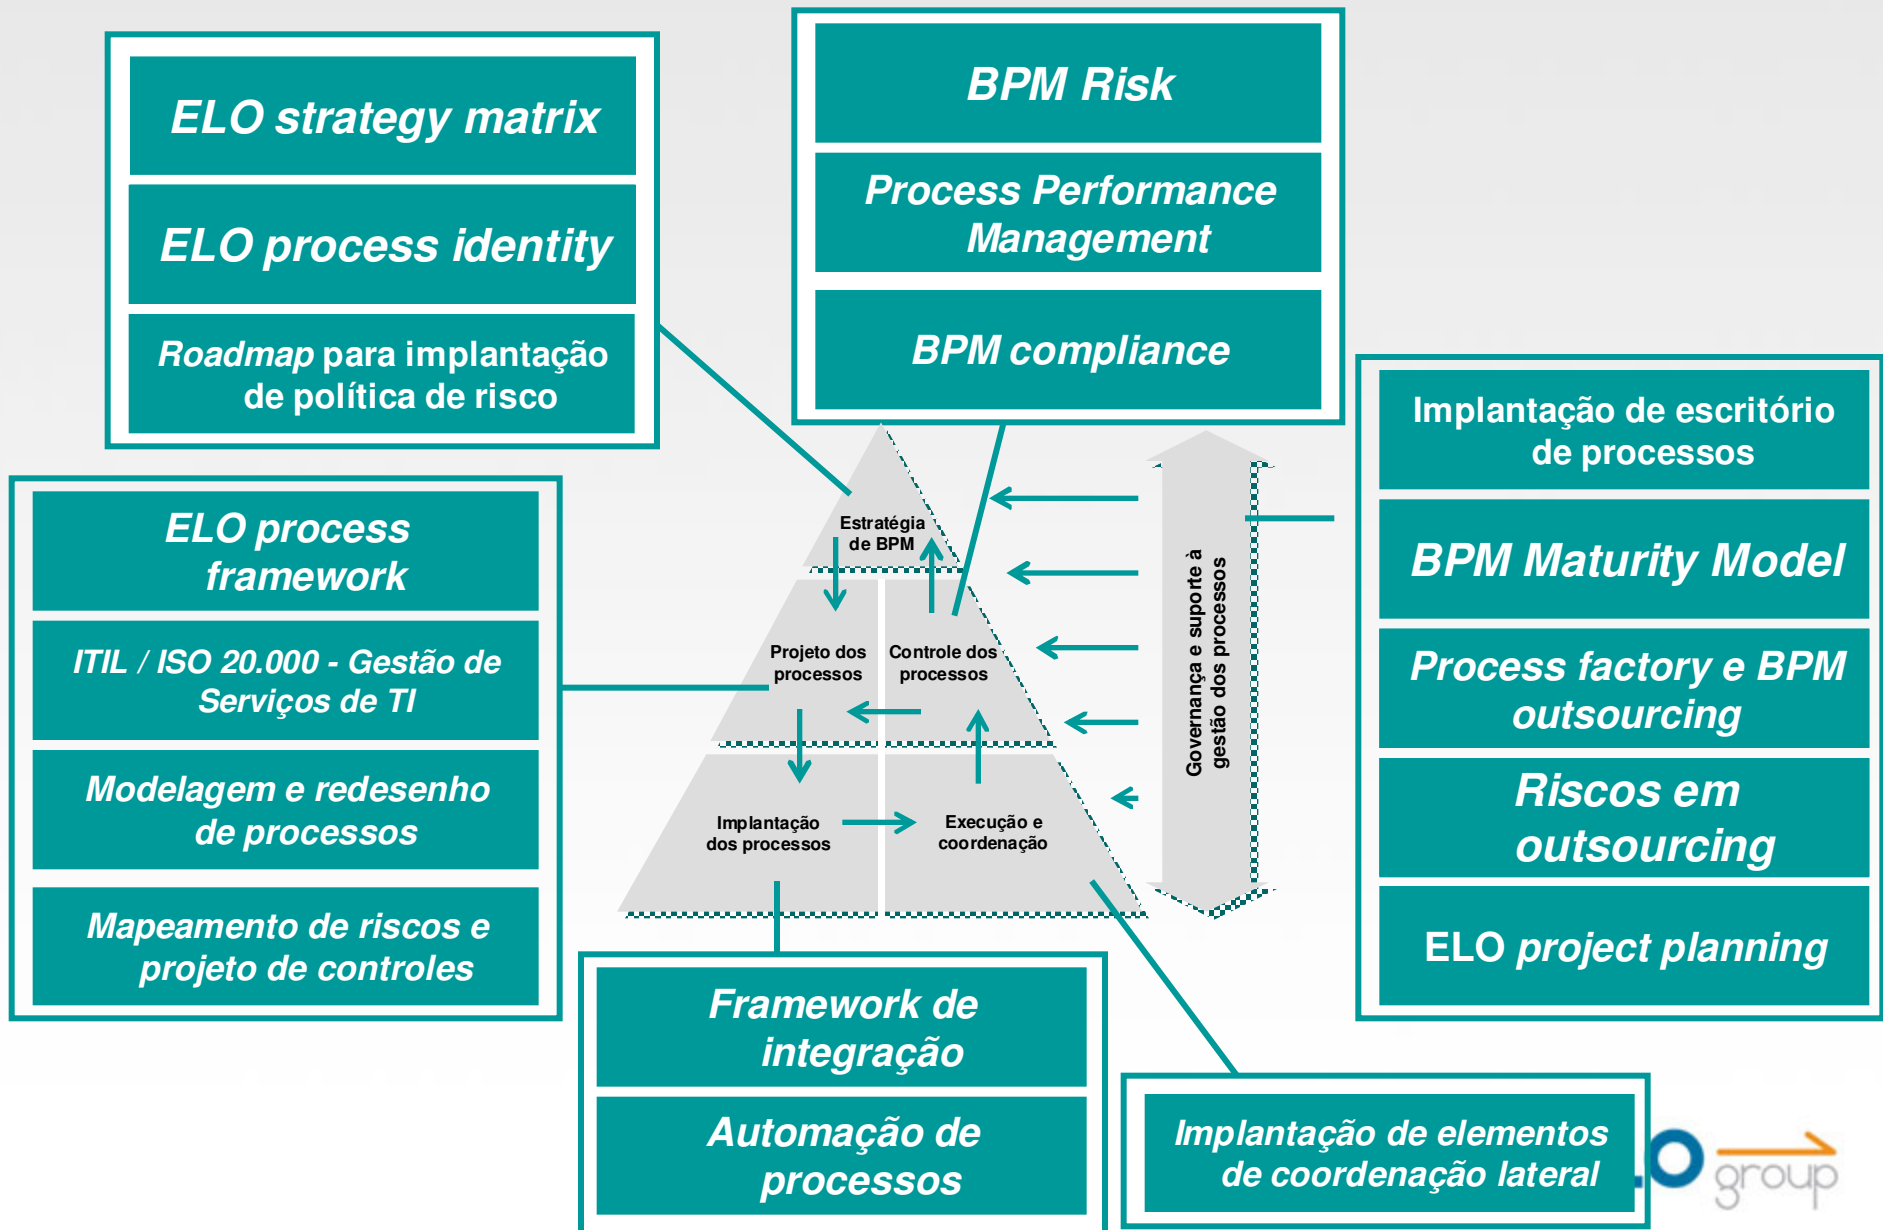 ELO strategy matrix
ELO process identity
Roadmap para implantação
de política de risco
BPM Risk
Process Performance
Management
BPM compliance
Implantação de escritório
de processos
BPM Maturity Model
Process factory e BPM
outsourcing
Riscos em
outsourcing
ELO project planning
ELO process
framework
ITIL / ISO 20.000 - Gestão de
Serviços de TI
Modelagem e redesenho
de processos
Mapeamento de riscos e
projeto de controles
Estratégia
de BPM
Projeto dos
processos
Controle dos
processos
Implantação
dos processos
Execução e
coordenação
Governança e suporte à
gestão dos processos
Framework de
integração
Automação de
processos
Implantação de elementos
de coordenação lateral
LO group